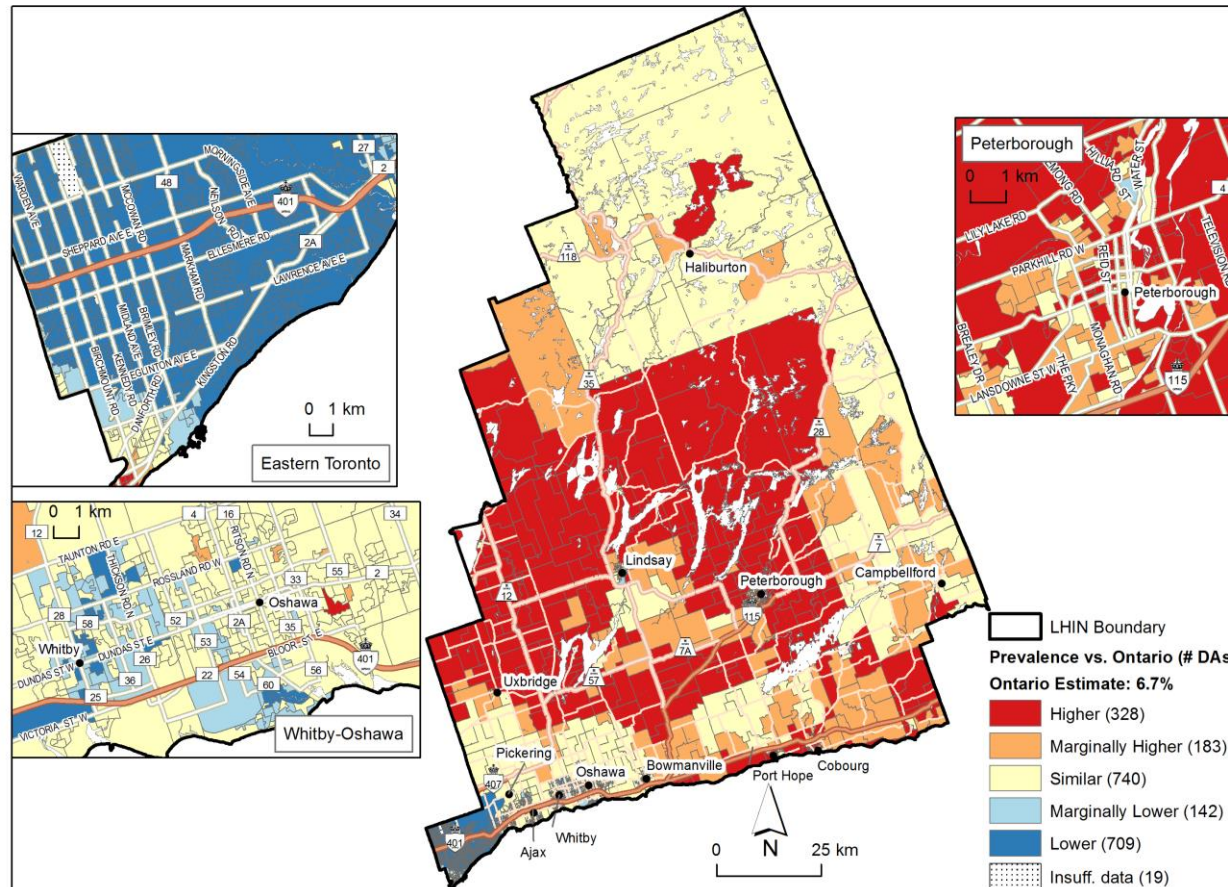 WARDEN AVE
MCCOWAN RD
48
MORNINGSIDE AVE
NEILSON RD
401
27
2
SHEPPARD AVE E
ELLESMERE RD
2A
LAWRENCE AVE E
MARKHAM RD
BRIMLEY RD
MIDLAND AVE
KENNEDY RD
BIRCHMOUNT RD
EGLINTON AVE E
DANFORTH RD
KINGSTON RD
0 1 km
Eastern Toronto
0 1 km
12
4
16
34
TAUNTON RD E
THICKSON RD N
ROSSLAND RD W
RITSON RD N
33
55
2
28
58
52
Oshawa
2A
53
35
Whitby
DUNDAS ST E
DUNDAS ST W
26
BLOOR ST E
401
36
25
22
54
56
60
VICTORIA ST W
Whitby-Oshawa
118
Haliburton
35
28
Lindsay
7
Peterborough
Campbellford
12
115
7A
57
Uxbridge
Pickering
407
Oshawa
Bowmanville
Port Hope
Cobourg
401
Ajax
Whitby
N
0 25 km
Peterborough
0 1 km
HILLIARD ST
WATER ST
4
LILY LAKE RD
PARKHILL RD W
REID ST
TELEVISION
Peterborough
BREALEY DR
LANSDOWNE ST W
THE PKY
MONAGHAN RD
115
LHIN Boundary
Prevalence vs. Ontario (# DAs
Ontario Estimate: 6.7%
Higher (328)
Marginally Higher (183)
Similar (740)
Marginally Lower (142)
Lower (709)
Insuff. data (19)